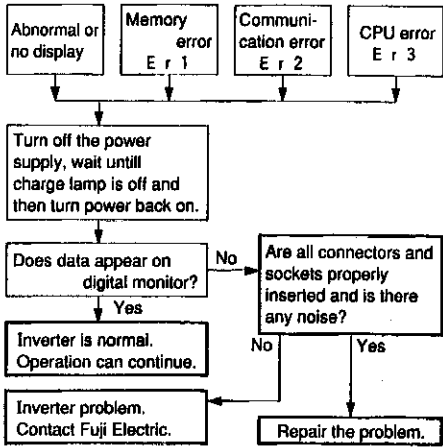 Abnormal or
no display
Memory
error
E r 1
Communi-
cation error
E r 2
CPU error
E r 3
Turn off the power
supply, wait untill
charge lamp is off and
then turn power back on.
Does data appear on
digital monitor?
No
Yes
Are all connectors and
sockets properly
inserted and is there
any noise?
No
Yes
Inverter is normal.
Operation can continue.
Inverter problem.
Contact Fuji Electric.
Repair the problem.